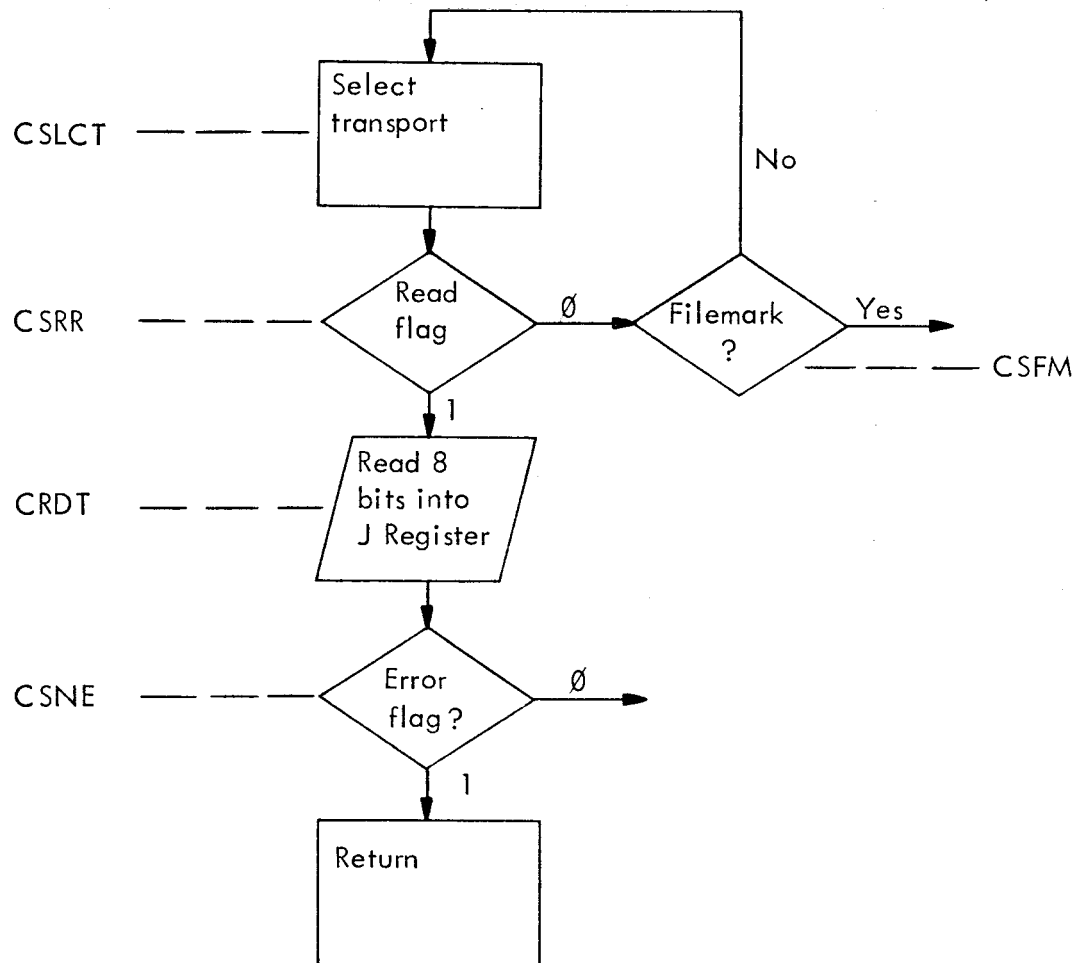 Select
transport
CSLCT
No
CSRR
Read
flag
Ø
Filemark
?
Yes
CSFM
1
CRDT
Read 8
bits into
J Register
CSNE
Error
flag?
Ø
1
Return